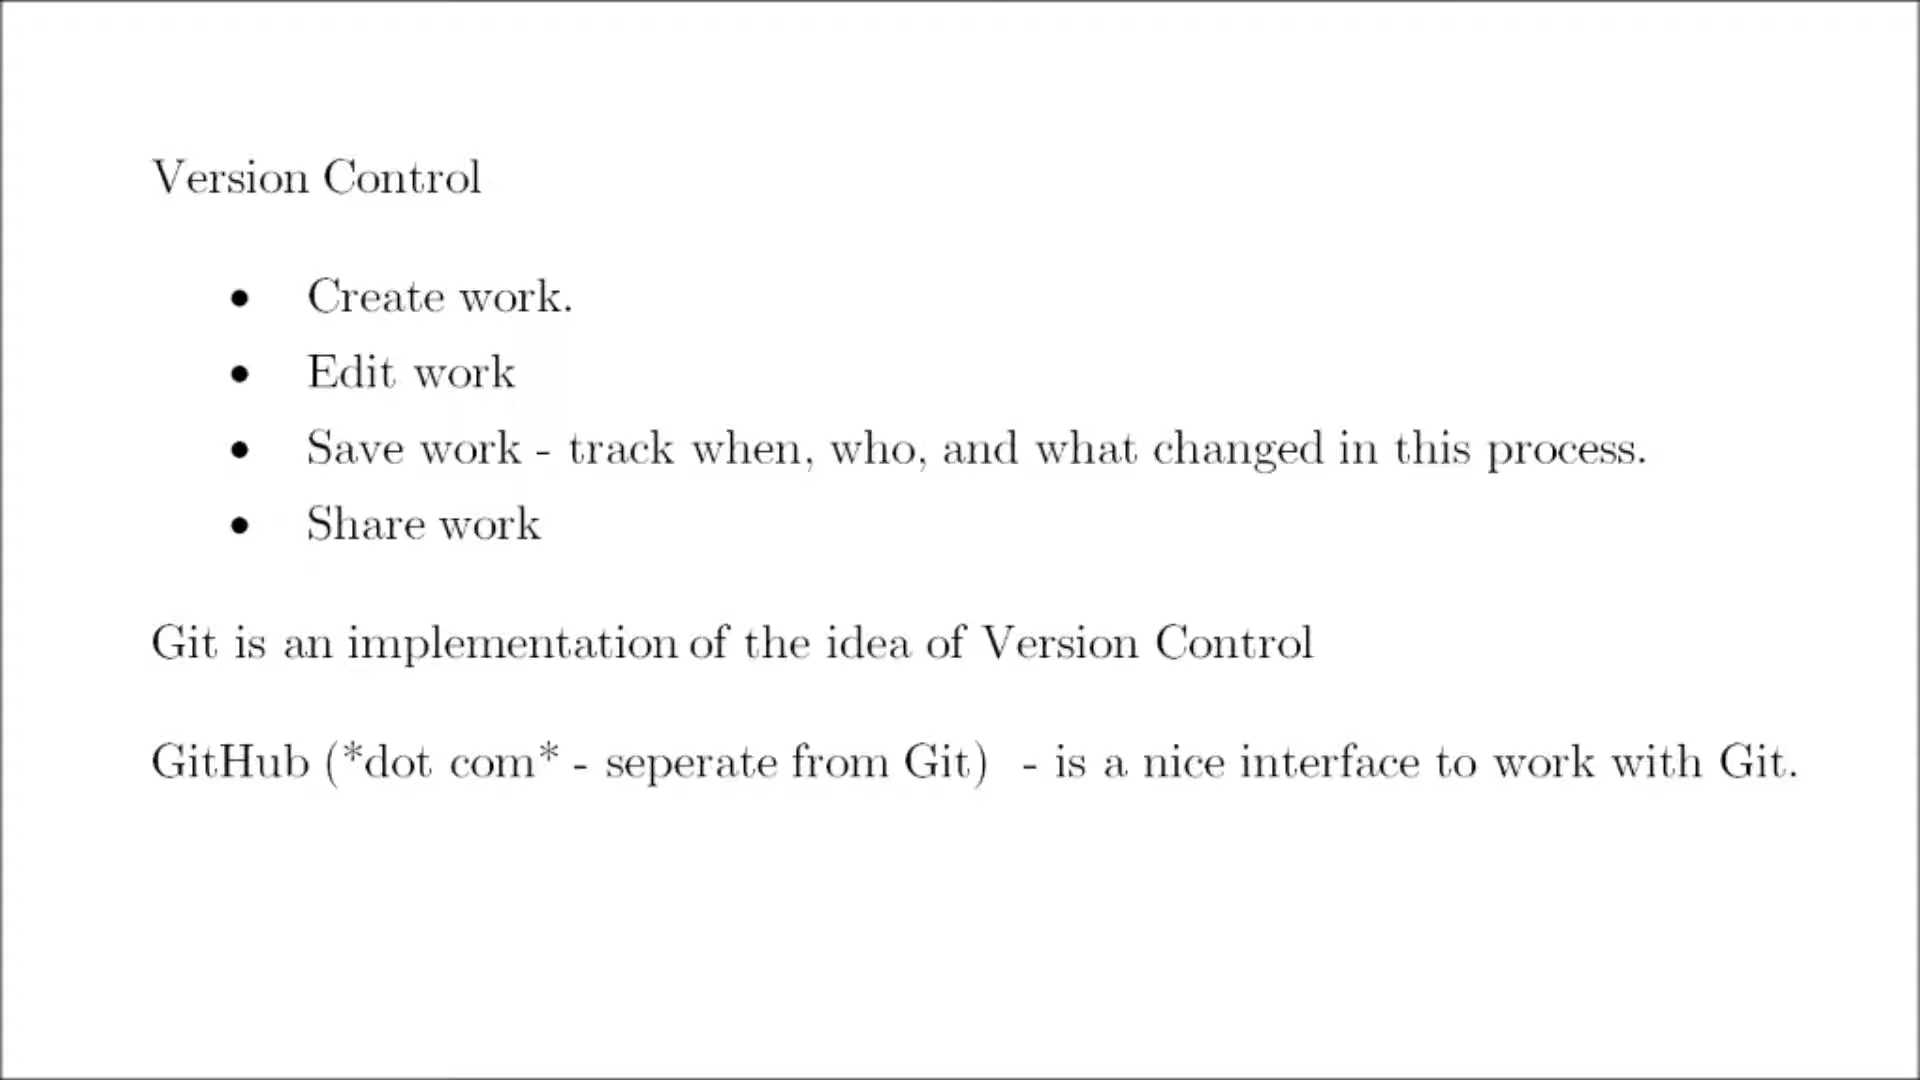 Version Control
• Create work.
• Edit work
• Save work - track when, who, and what changed in this process.
• Share work
Git is an implementation of the idea of Version Control
GitHub (*dot com* - seperate from Git) - is a nice interface to work with Git.